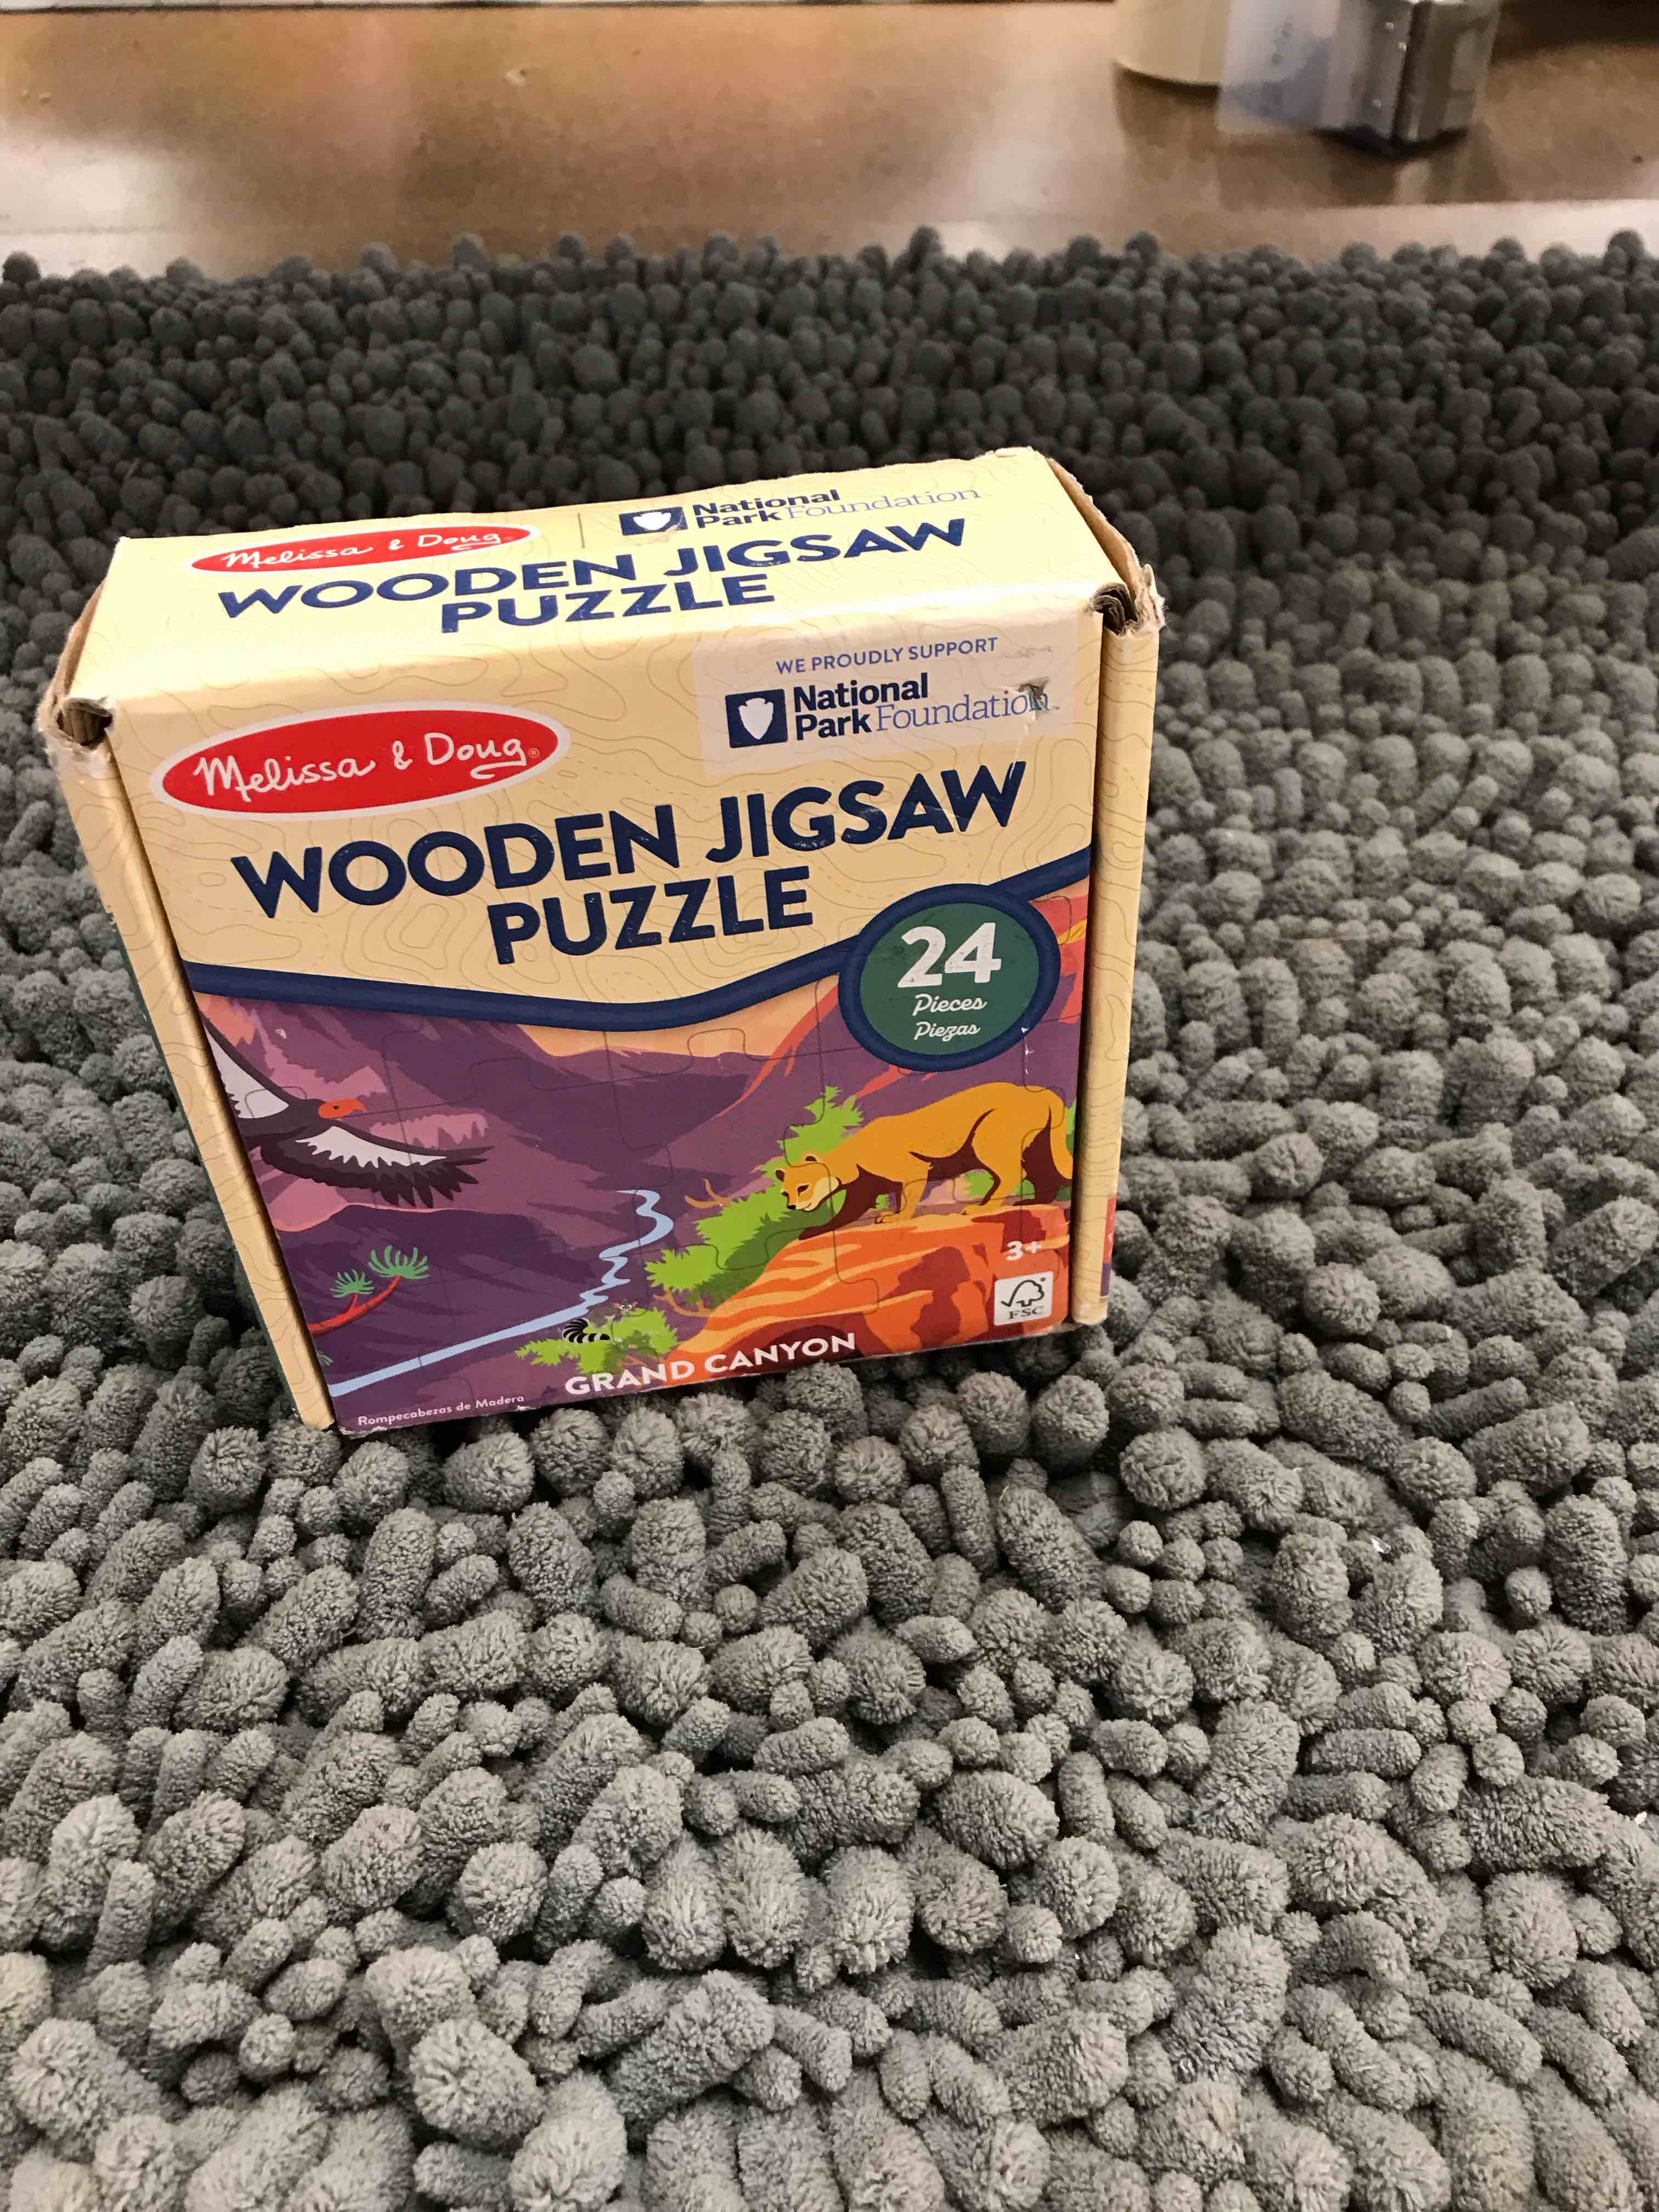 Melissa & Doug®
National
Park Foundation
WOODEN JIGSAW
PUZZLE
WE PROUDLY SUPPORT
National
Park Foundation™
Melissa & Doug®
WOODEN JIGSAW
PUZZLE
24
Pieces
Piezas
3+
FSC
GRAND CANYON
Rompecabezas de Madera